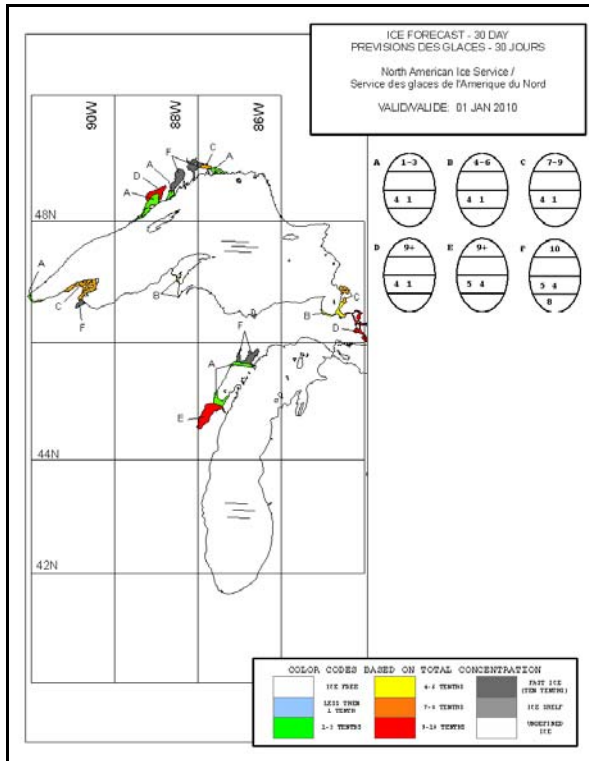 ICE FORECAST - 30 DAY
PREVISIONS DES GLACES - 30 JOURS
North American Ice Service /
Service des glaces de l'Amerique du Nord
VALID/VALIDE: 01 JAN 2010
90W
88W
86W
A 1-3
4 1
B 4-6
4 1
C 7-9
4 1
D 9+
4 1
E 9+
5 4
F 10
5 4
8
F
C
A
A
D
A
48N
A
C
F
B
B
C
D
F
A
E
44N
42N
COLOR CODES BASED ON TOTAL CONCENTRATION
ICE FREE
LESS THEN
1 TENTH
1-3 TENTHS
4-6 TENTHS
7-8 TENTHS
9-10 TENTHS
FAST ICE
(TEN TENTHS)
ICE SHELF
UNDEFINED
ICE